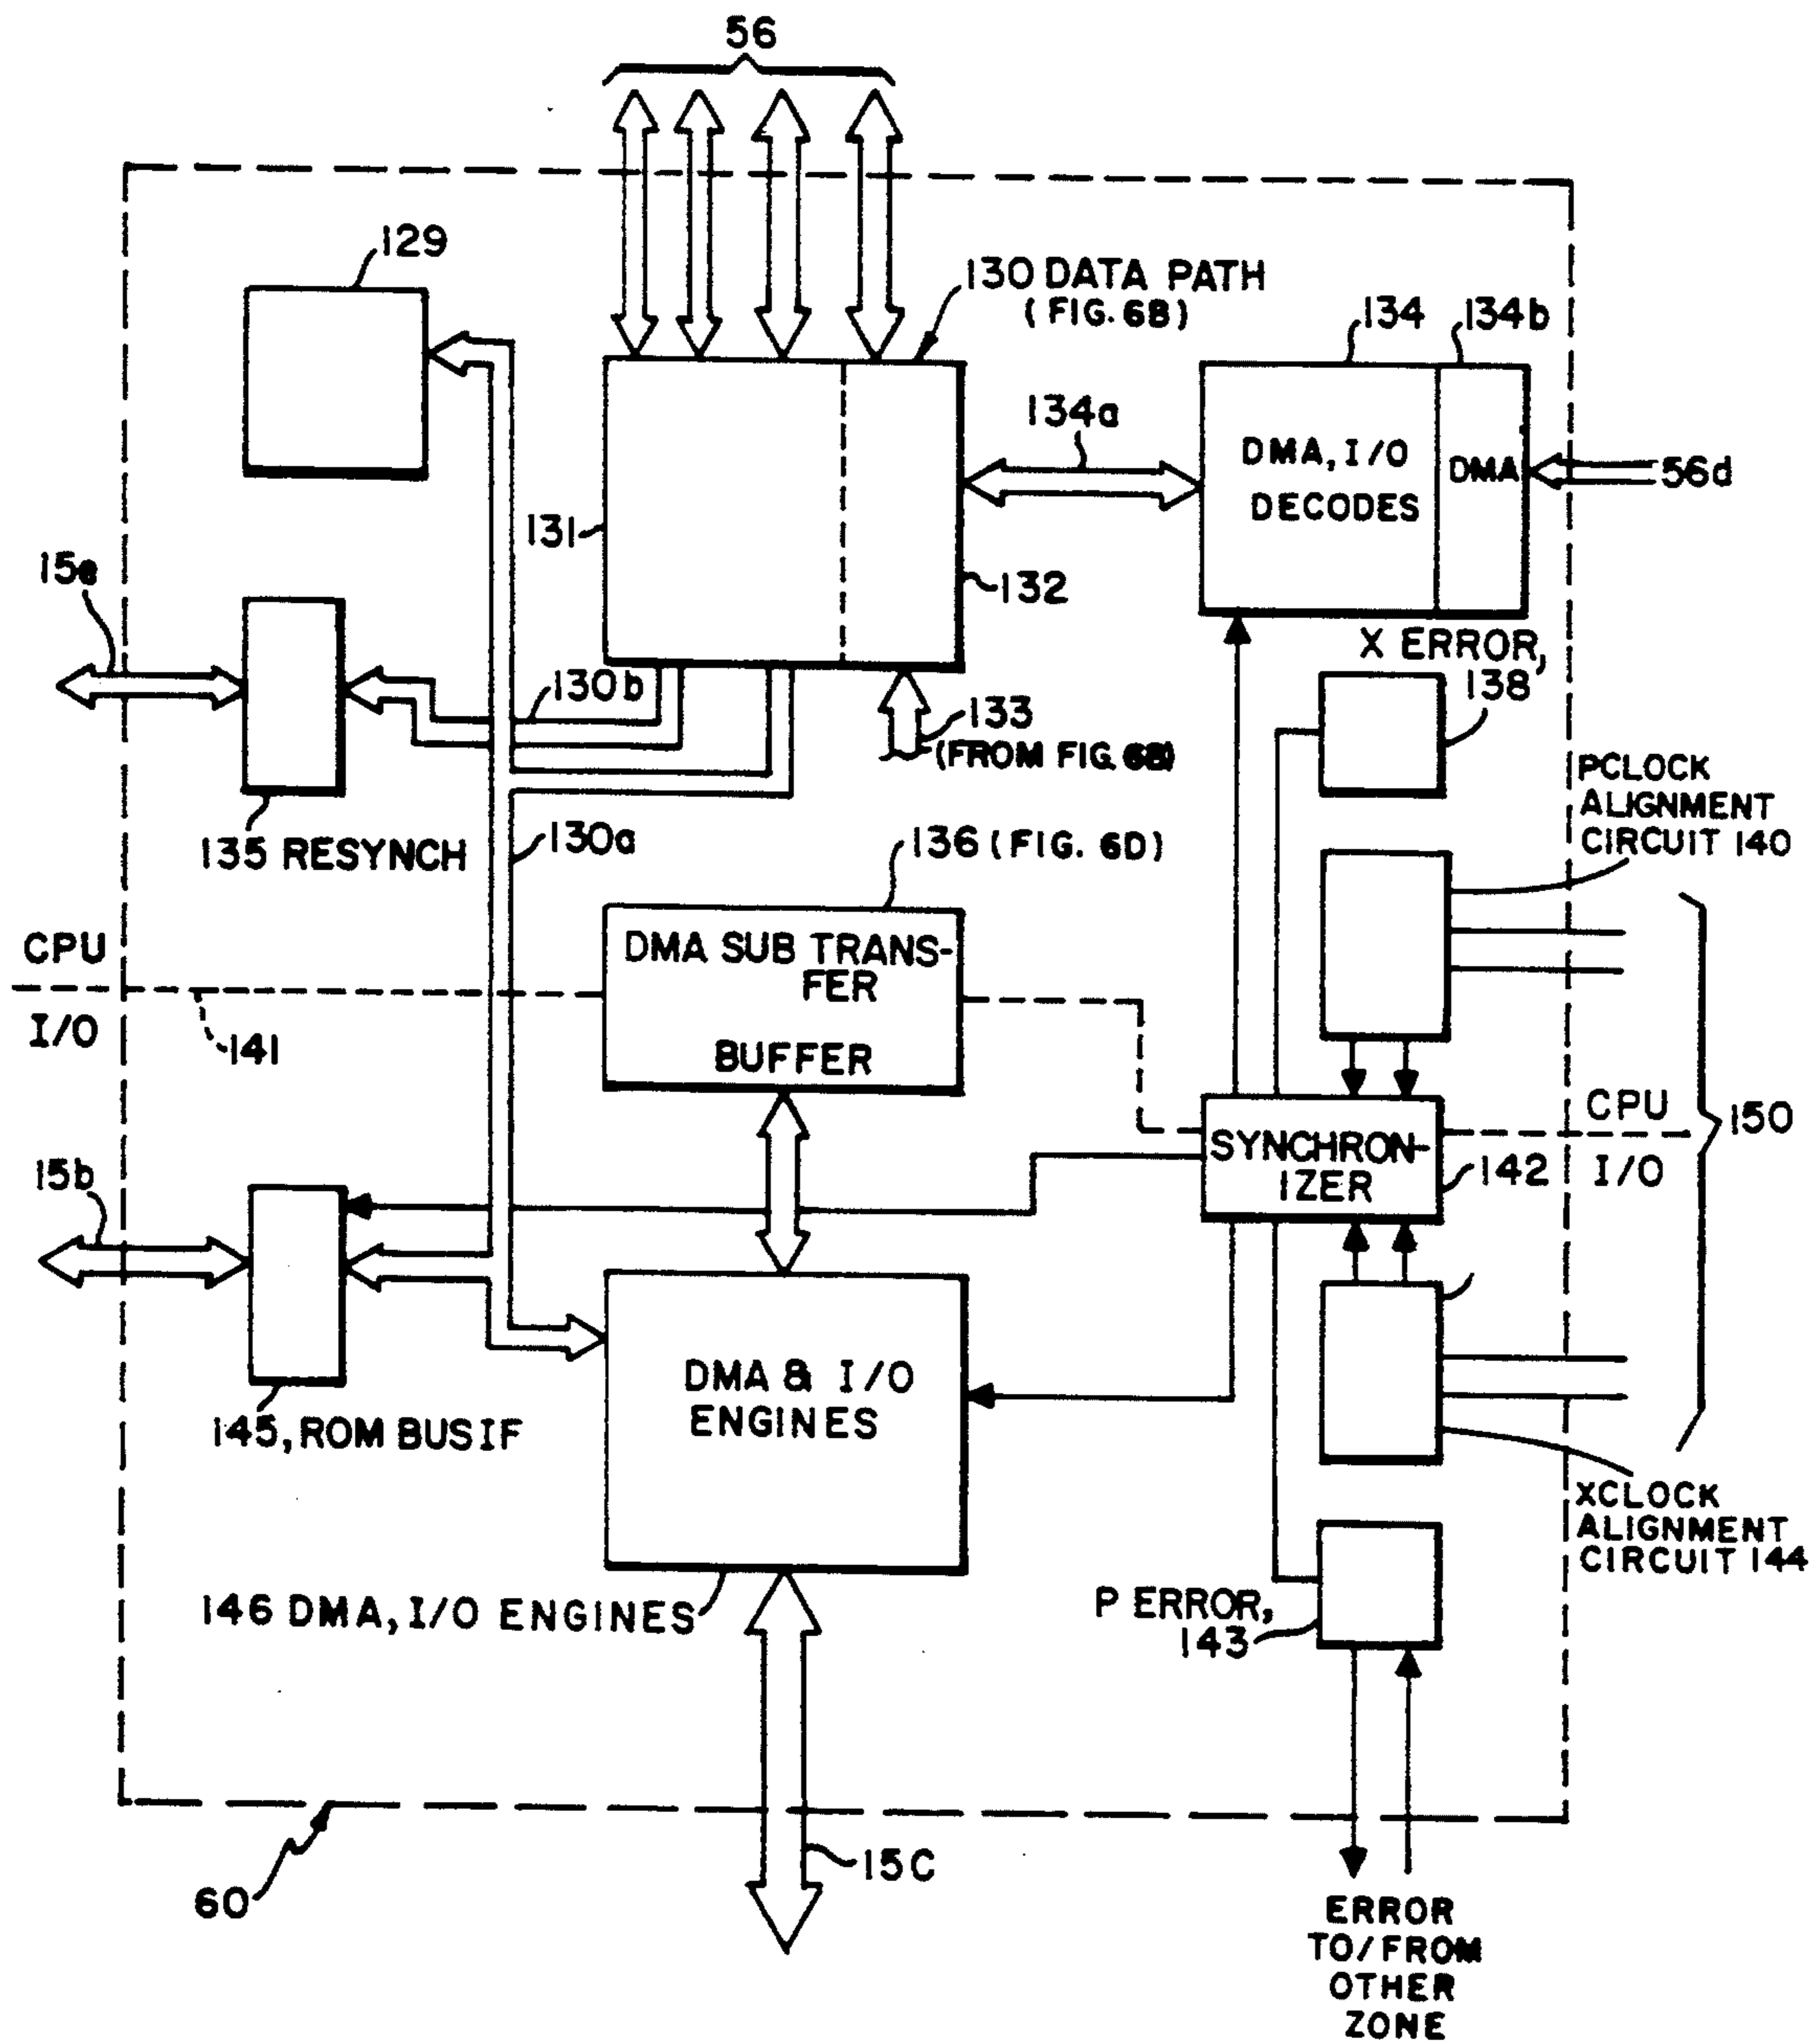 56
129
130 DATA PATH
(FIG. 6B)
134
134b
134a
DMA, I/O
DECODES
DMA
56d
131
132
15e
X ERROR,
138
130b
133
(FROM FIG. 6B)
PCLOCK
ALIGNMENT
CIRCUIT 140
135 RESYNCH
130a
136 (FIG. 6D)
CPU
I/O
141
DMA SUB TRANS-
FER
BUFFER
CPU
I/O
150
SYNCHRON-
IZER
142
15b
145, ROM BUSIF
DMA & I/O
ENGINES
XCLOCK
ALIGNMENT
CIRCUIT 144
146 DMA, I/O ENGINES
P ERROR,
143
15C
60
ERROR
TO/FROM
OTHER
ZONE